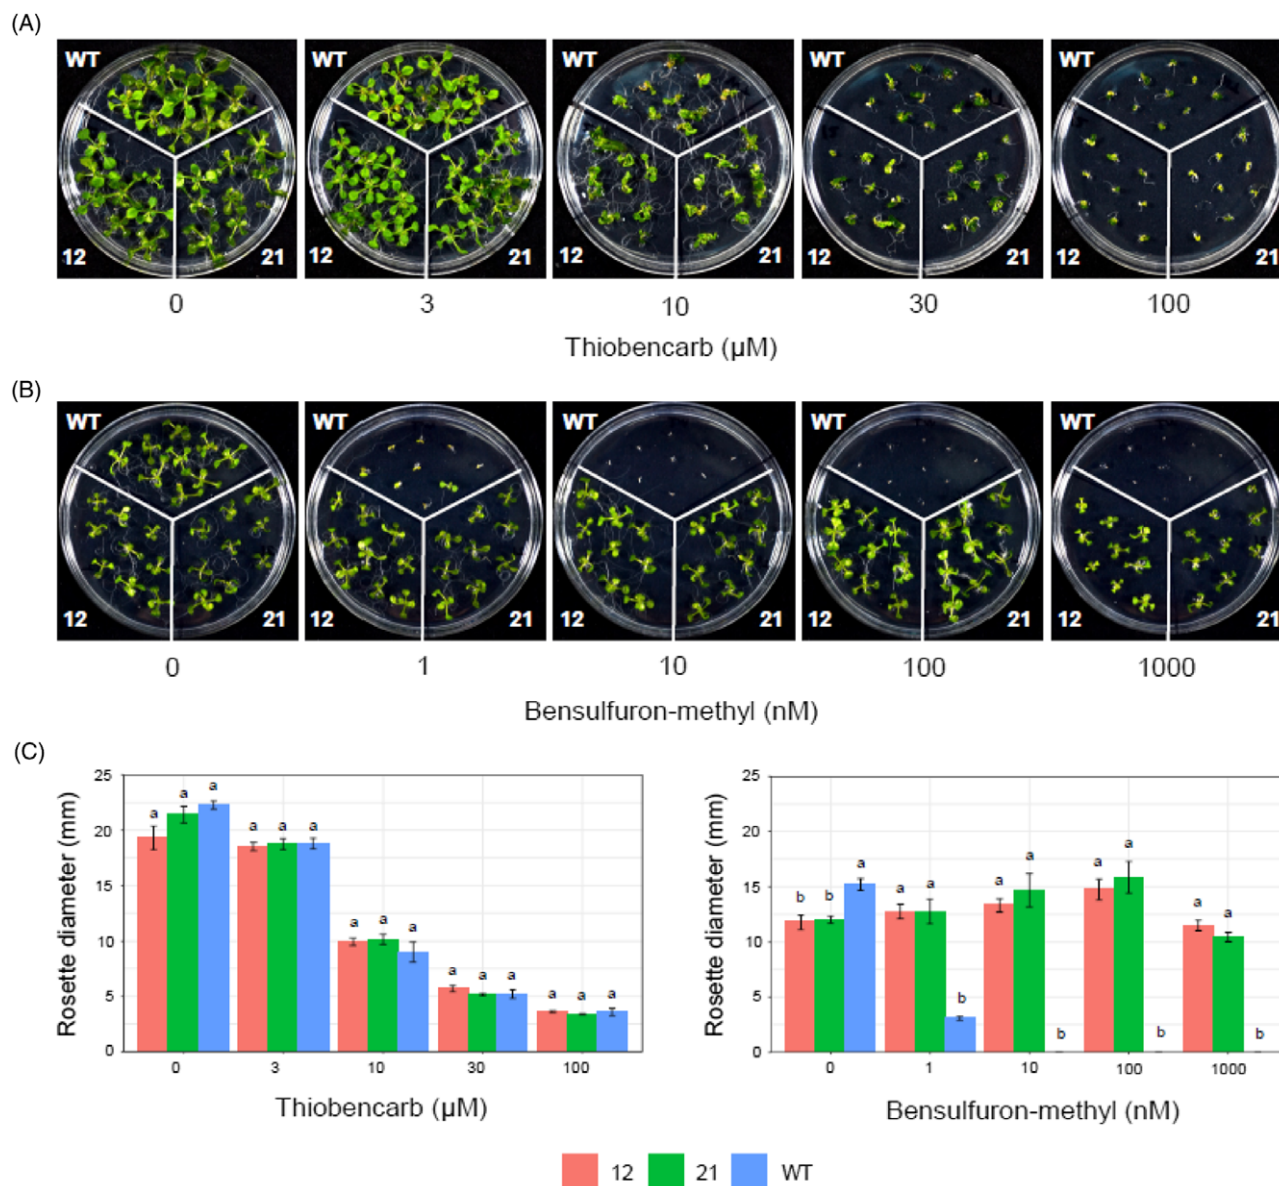 (A)
WT WT WT WT WT
12 21 12 21 12 21 12 21 12 21
0 3 10 30 100
Thiobencarb (µM)
(B)
WT WT WT WT WT
12 21 12 21 12 21 12 21 12 21
0 1 10 100 1000
Bensulfuron-methyl (nM)
(C)
Rosette diameter (mm)
25
20
15
10
5
0
a a a a a a a a a a a a a a a
0 3 10 30 100
Thiobencarb (µM)
Rosette diameter (mm)
25
20
15
10
5
0
b b a a a b a a b a a b a a b
0 1 10 100 1000
Bensulfuron-methyl (nM)
12 21 WT